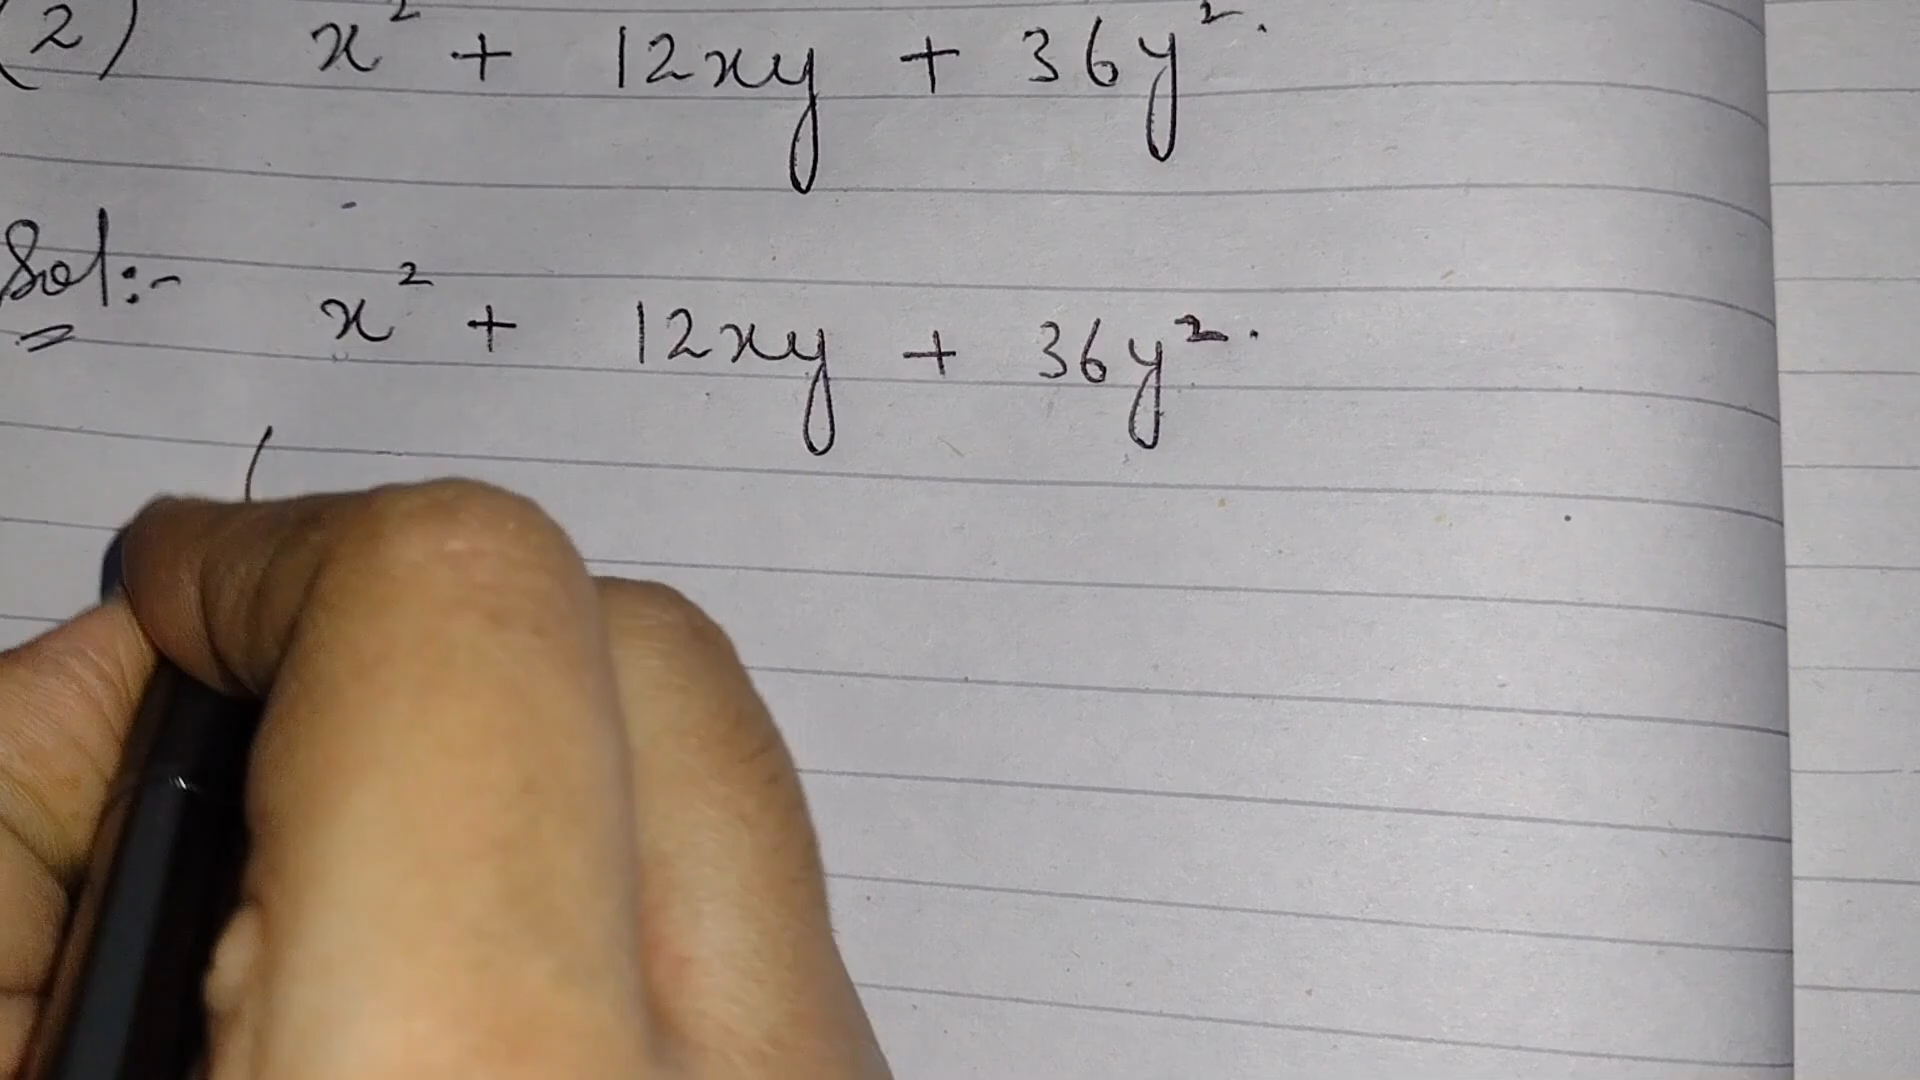 (2) x² + 12xy + 36y².
Sol:- x² + 12xy + 36y².
(